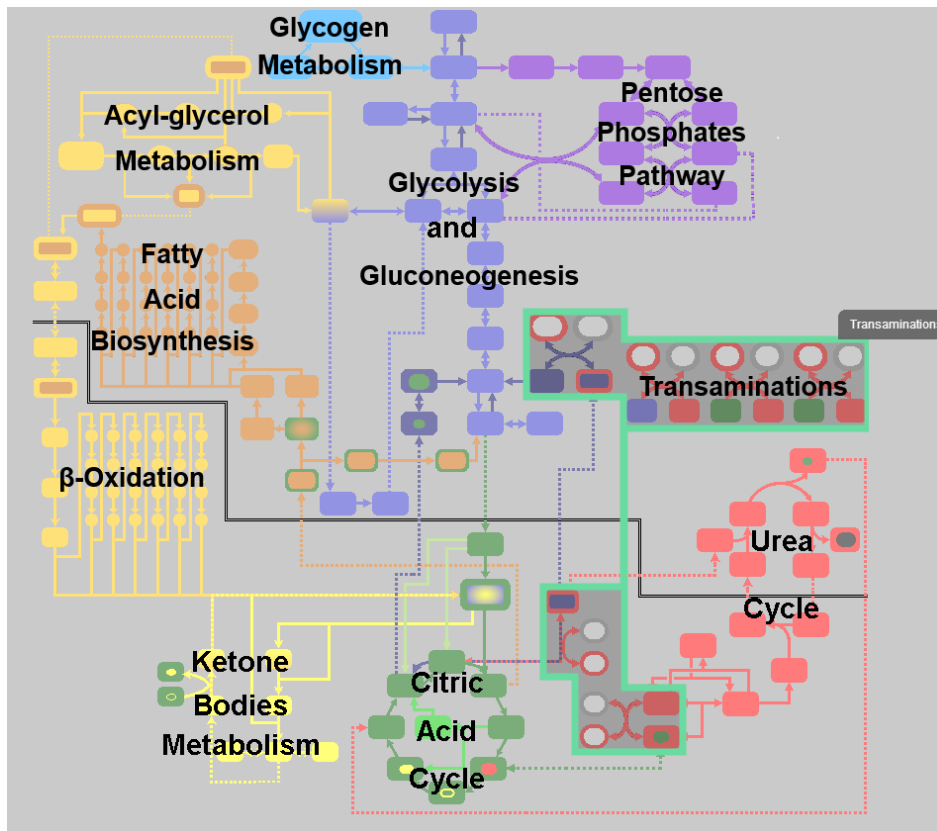 Glycogen
Metabolism
Acyl-glycerol
Metabolism
Pentose
Phosphates
Pathway
Glycolysis
and
Gluconeogenesis
Fatty
Acid
Biosynthesis
Transaminations
Transaminations
β-Oxidation
Urea
Cycle
Ketone
Bodies
Metabolism
Citric
Acid
Cycle